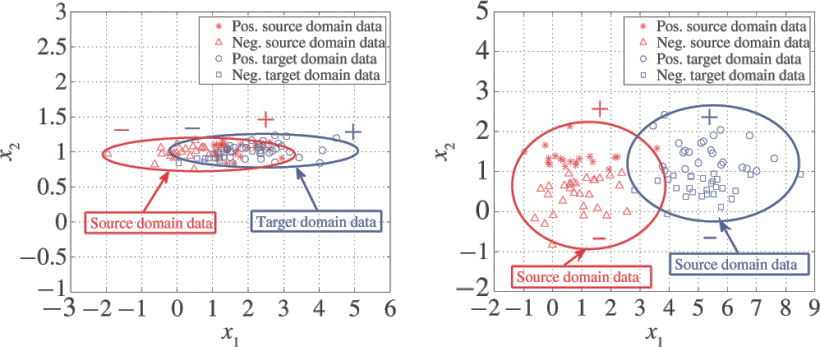 Pos. source domain data
Neg. source domain data
Pos. target domain data
Neg. target domain data
2
1.5
1
0.5
0
−0.5
−1
x2
− − + +
Source domain data
Target domain data
−3 −2 −1 0 1 2 3 4 5 6
x1
Pos. source domain data
Neg. source domain data
Pos. target domain data
Neg. target domain data
5
4
3
2
1
0
−1
−2
x2
+ +
− −
Source domain data
Source domain data
−2 −1 0 1 2 3 4 5 6 7 8 9
x1